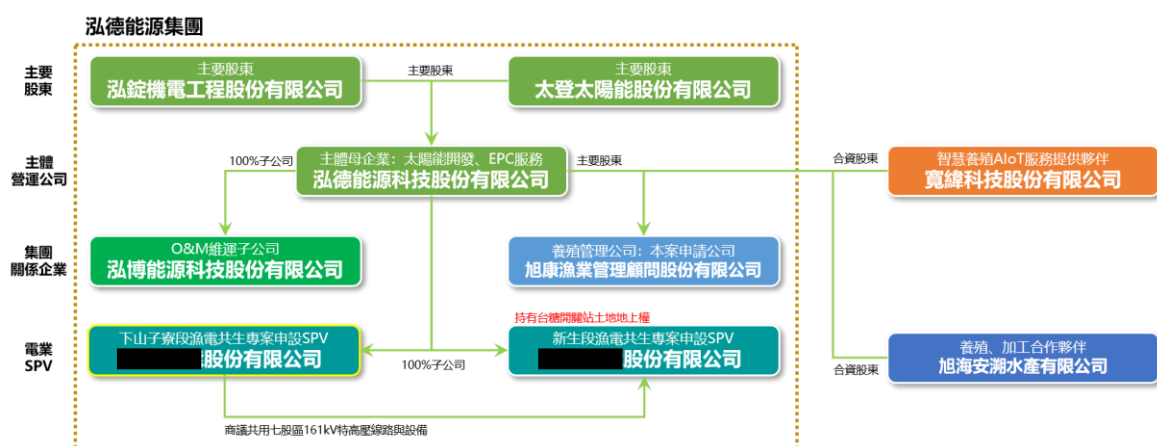 泓德能源集團
主要
股東
主要股東
泓錠機電工程股份有限公司
主要股東
主要股東
太登太陽能股份有限公司
主體
營運公司
100%子公司
主體母企業：太陽能開發、EPC服務
泓德能源科技股份有限公司
主要股東
合資股東
智慧養殖AIoT服務提供夥伴
寬緯科技股份有限公司
集團
關係企業
O&M維運子公司
泓博能源科技股份有限公司
養殖管理公司：本案申請公司
旭康漁業管理顧問股份有限公司
持有台糖開關站土地地上權
電業
SPV
下山子寮段漁電共生專案申設SPV
股份有限公司
100%子公司
新生段漁電共生專案申設SPV
股份有限公司
合資股東
養殖、加工合作夥伴
旭海安溯水產有限公司
商議共用七股區161kV特高壓線路與設備